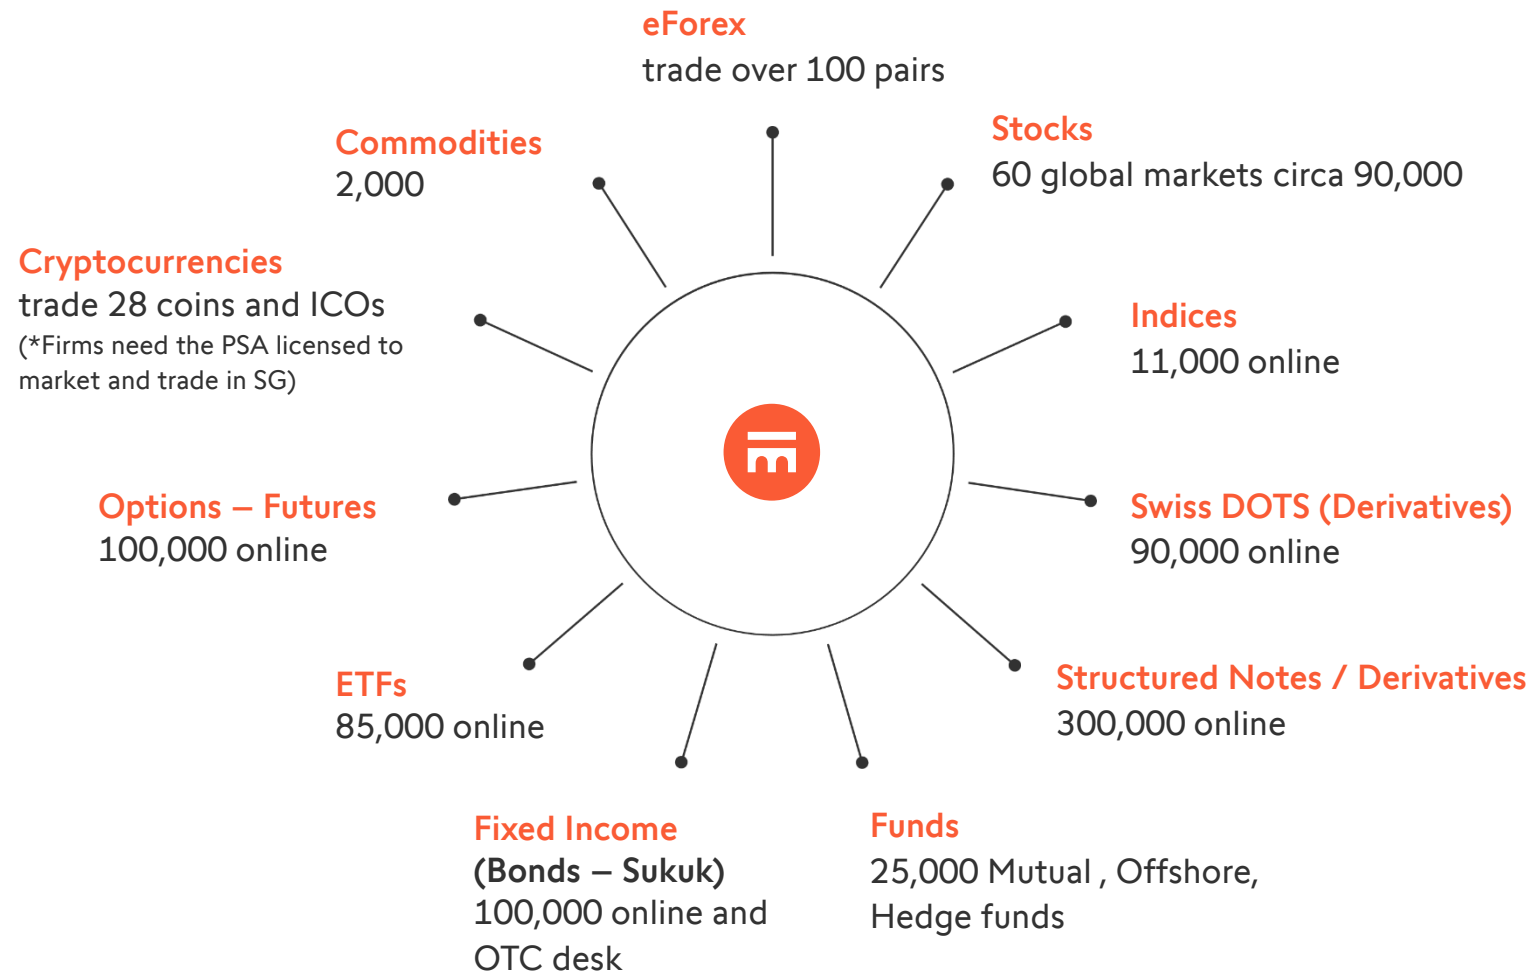 eForex
trade over 100 pairs
Stocks
60 global markets circa 90,000
Indices
11,000 online
Swiss DOTS (Derivatives)
90,000 online
Structured Notes / Derivatives
300,000 online
Funds
25,000 Mutual , Offshore,
Hedge funds
Fixed Income
(Bonds – Sukuk)
100,000 online and
OTC desk
ETFs
85,000 online
Options – Futures
100,000 online
Cryptocurrencies
trade 28 coins and ICOs
(*Firms need the PSA licensed to
market and trade in SG)
Commodities
2,000